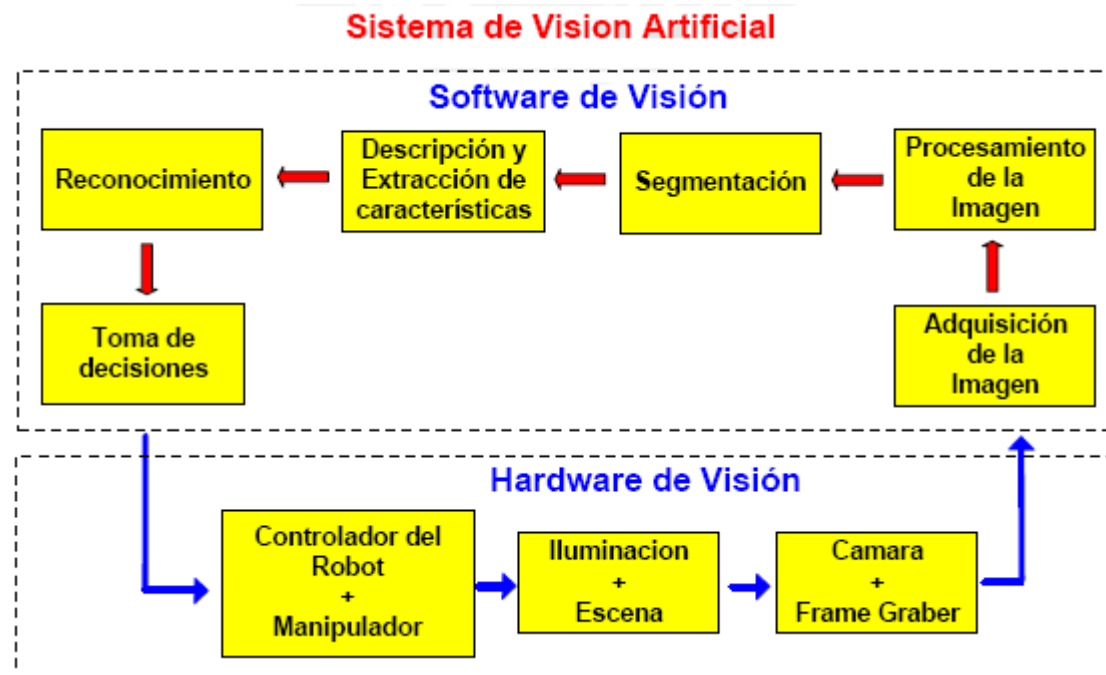 Sistema de Vision Artificial
Software de Visión
Reconocimiento
Descripción y
Extracción de
características
Segmentación
Procesamiento
de la
Imagen
Toma de
decisiones
Adquisición
de la
Imagen
Hardware de Visión
Controlador del
Robot
+
Manipulador
Iluminacion
+
Escena
Camara
+
Frame Graber